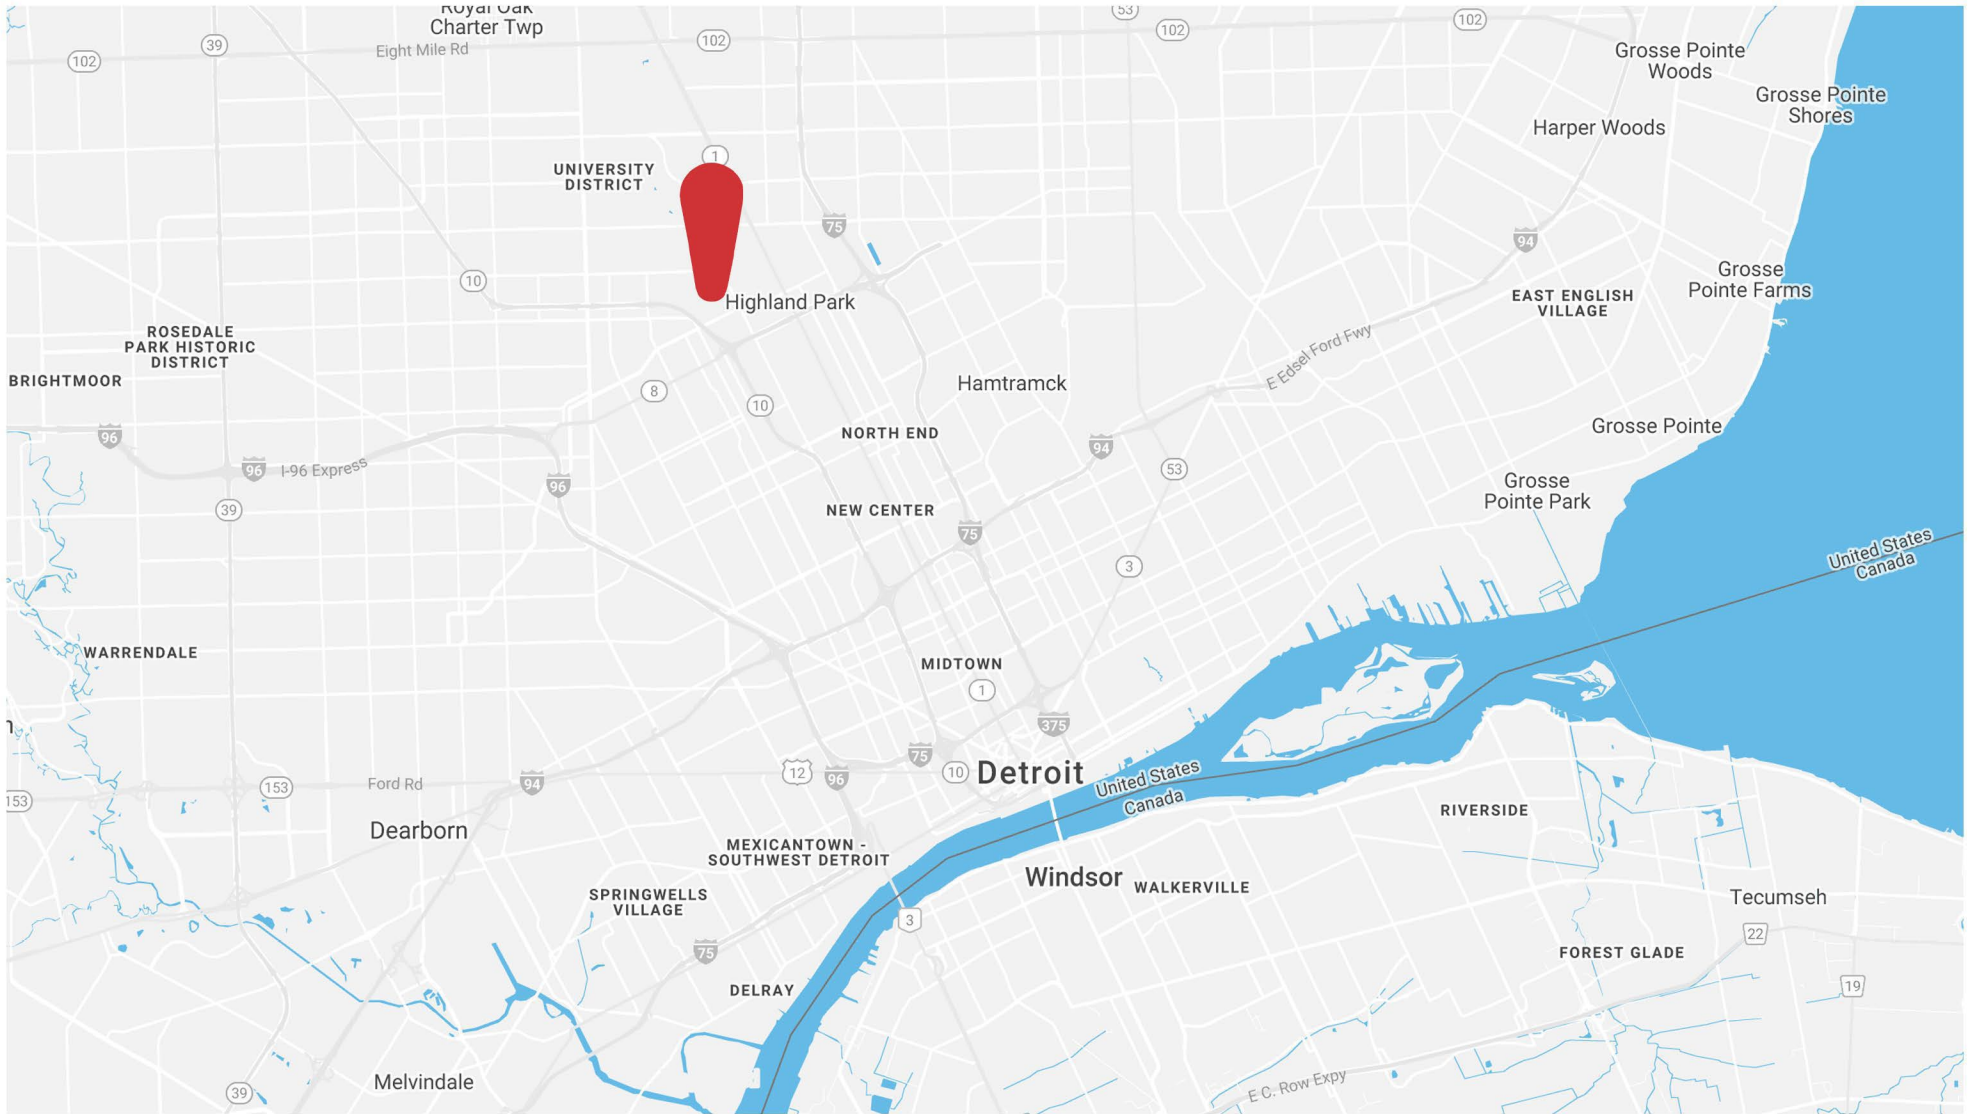 Royal Oak
Charter Twp
53
102
39
Eight Mile Rd
102
102
102
Grosse Pointe
Woods
Grosse Pointe
Shores
Harper Woods
1
UNIVERSITY
DISTRICT
75
94
10
Grosse
Pointe Farms
EAST ENGLISH
VILLAGE
Highland Park
ROSEDALE
PARK HISTORIC
DISTRICT
E Edsel Ford Fwy
BRIGHTMOOR
Hamtramck
8
10
Grosse Pointe
96
NORTH END
94
96
I-96 Express
53
96
Grosse
Pointe Park
39
NEW CENTER
75
United States
Canada
3
WARRENDALE
MIDTOWN
1
375
n
75
12
96
10
Detroit
United States
Canada
Ford Rd
94
153
153
RIVERSIDE
Dearborn
MEXICANTOWN -
SOUTHWEST DETROIT
Windsor
WALKERVILLE
SPRINGWELLS
VILLAGE
Tecumseh
3
22
75
FOREST GLADE
DELRAY
19
Melvindale
39
E C. Row Expy